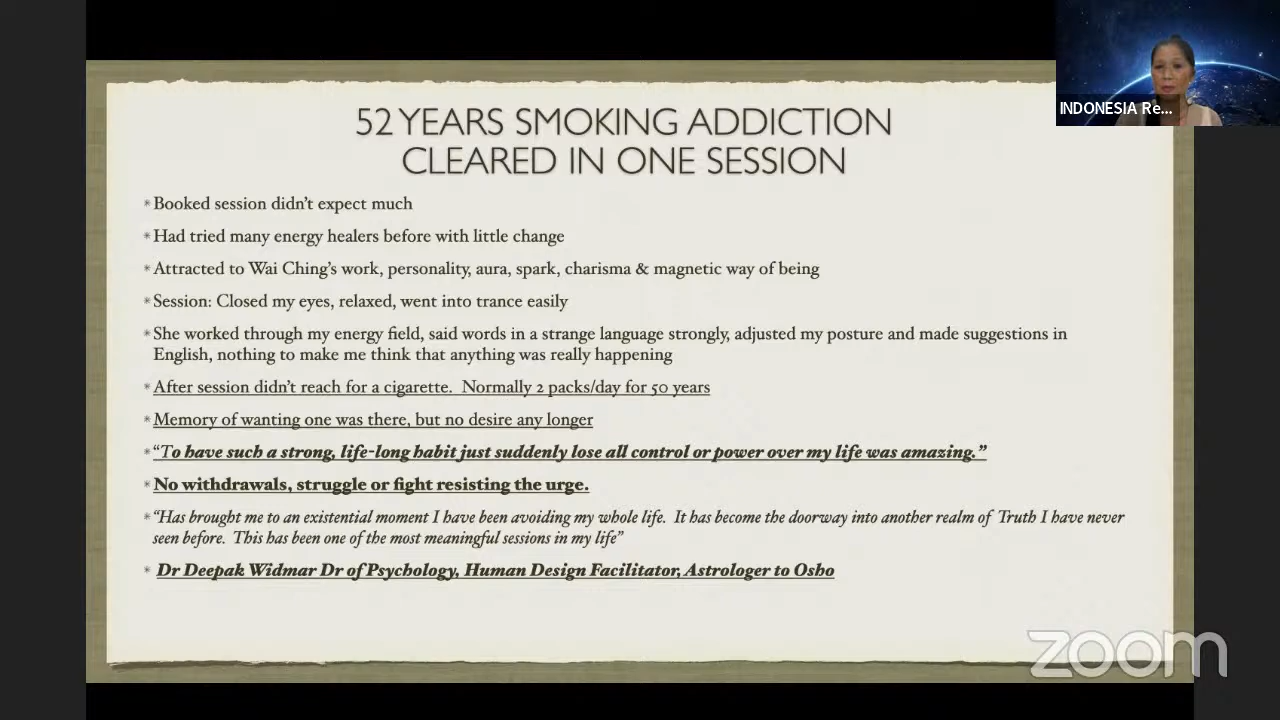 INDONESIA Re...
52 YEARS SMOKING ADDICTION
CLEARED IN ONE SESSION
* Booked session didn't expect much
* Had tried many energy healers before with little change
* Attracted to Wai Ching's work, personality, aura, spark, charisma & magnetic way of being
* Session: Closed my eyes, relaxed, went into trance easily
* She worked through my energy field, said words in a strange language strongly, adjusted my posture and made suggestions in
English, nothing to make me think that anything was really happening
* After session didn't reach for a cigarette.  Normally 2 packs/day for 50 years
* Memory of wanting one was there, but no desire any longer
* “To have such a strong, life-long habit just suddenly lose all control or power over my life was amazing.”
* No withdrawals, struggle or fight resisting the urge.
* “Has brought me to an existential moment I have been avoiding my whole life.  It has become the doorway into another realm of Truth I have never
seen before.  This has been one of the most meaningful sessions in my life”
* Dr Deepak Widmar Dr of Psychology, Human Design Facilitator, Astrologer to Osho
zoom